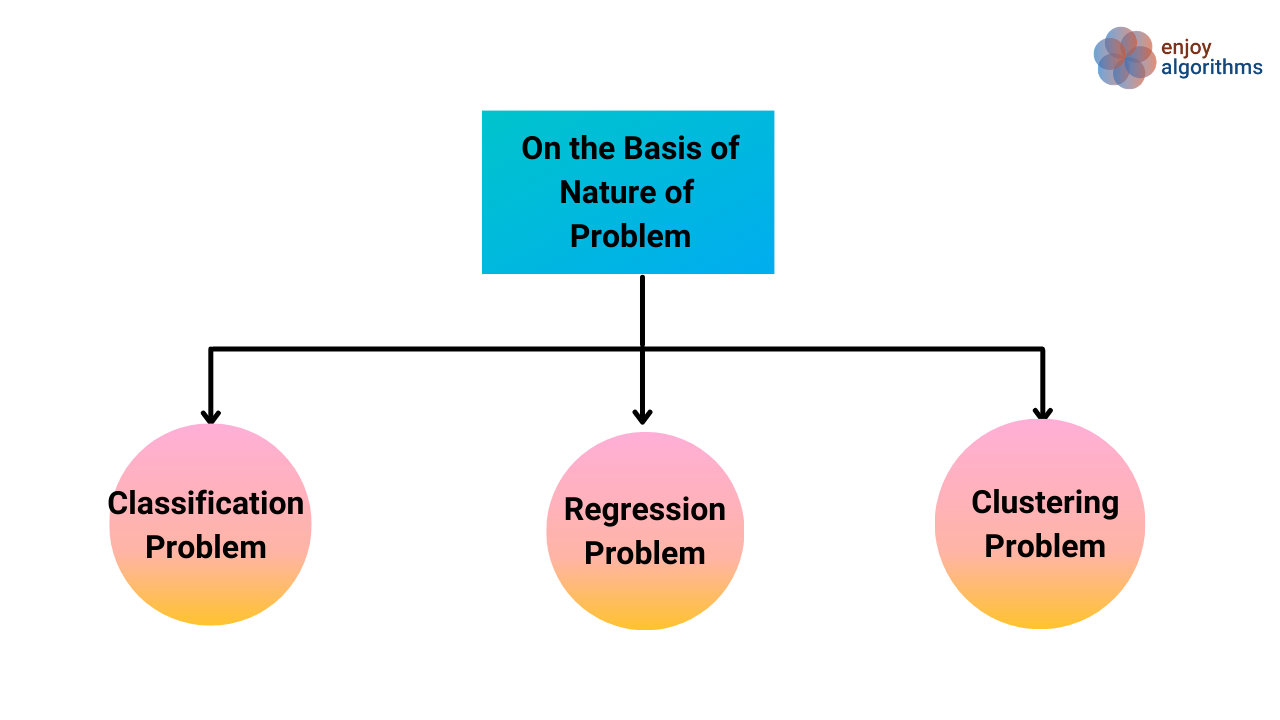 enjoy
algorithms
On the Basis of
Nature of
Problem
Classification
Problem
Regression
Problem
Clustering
Problem